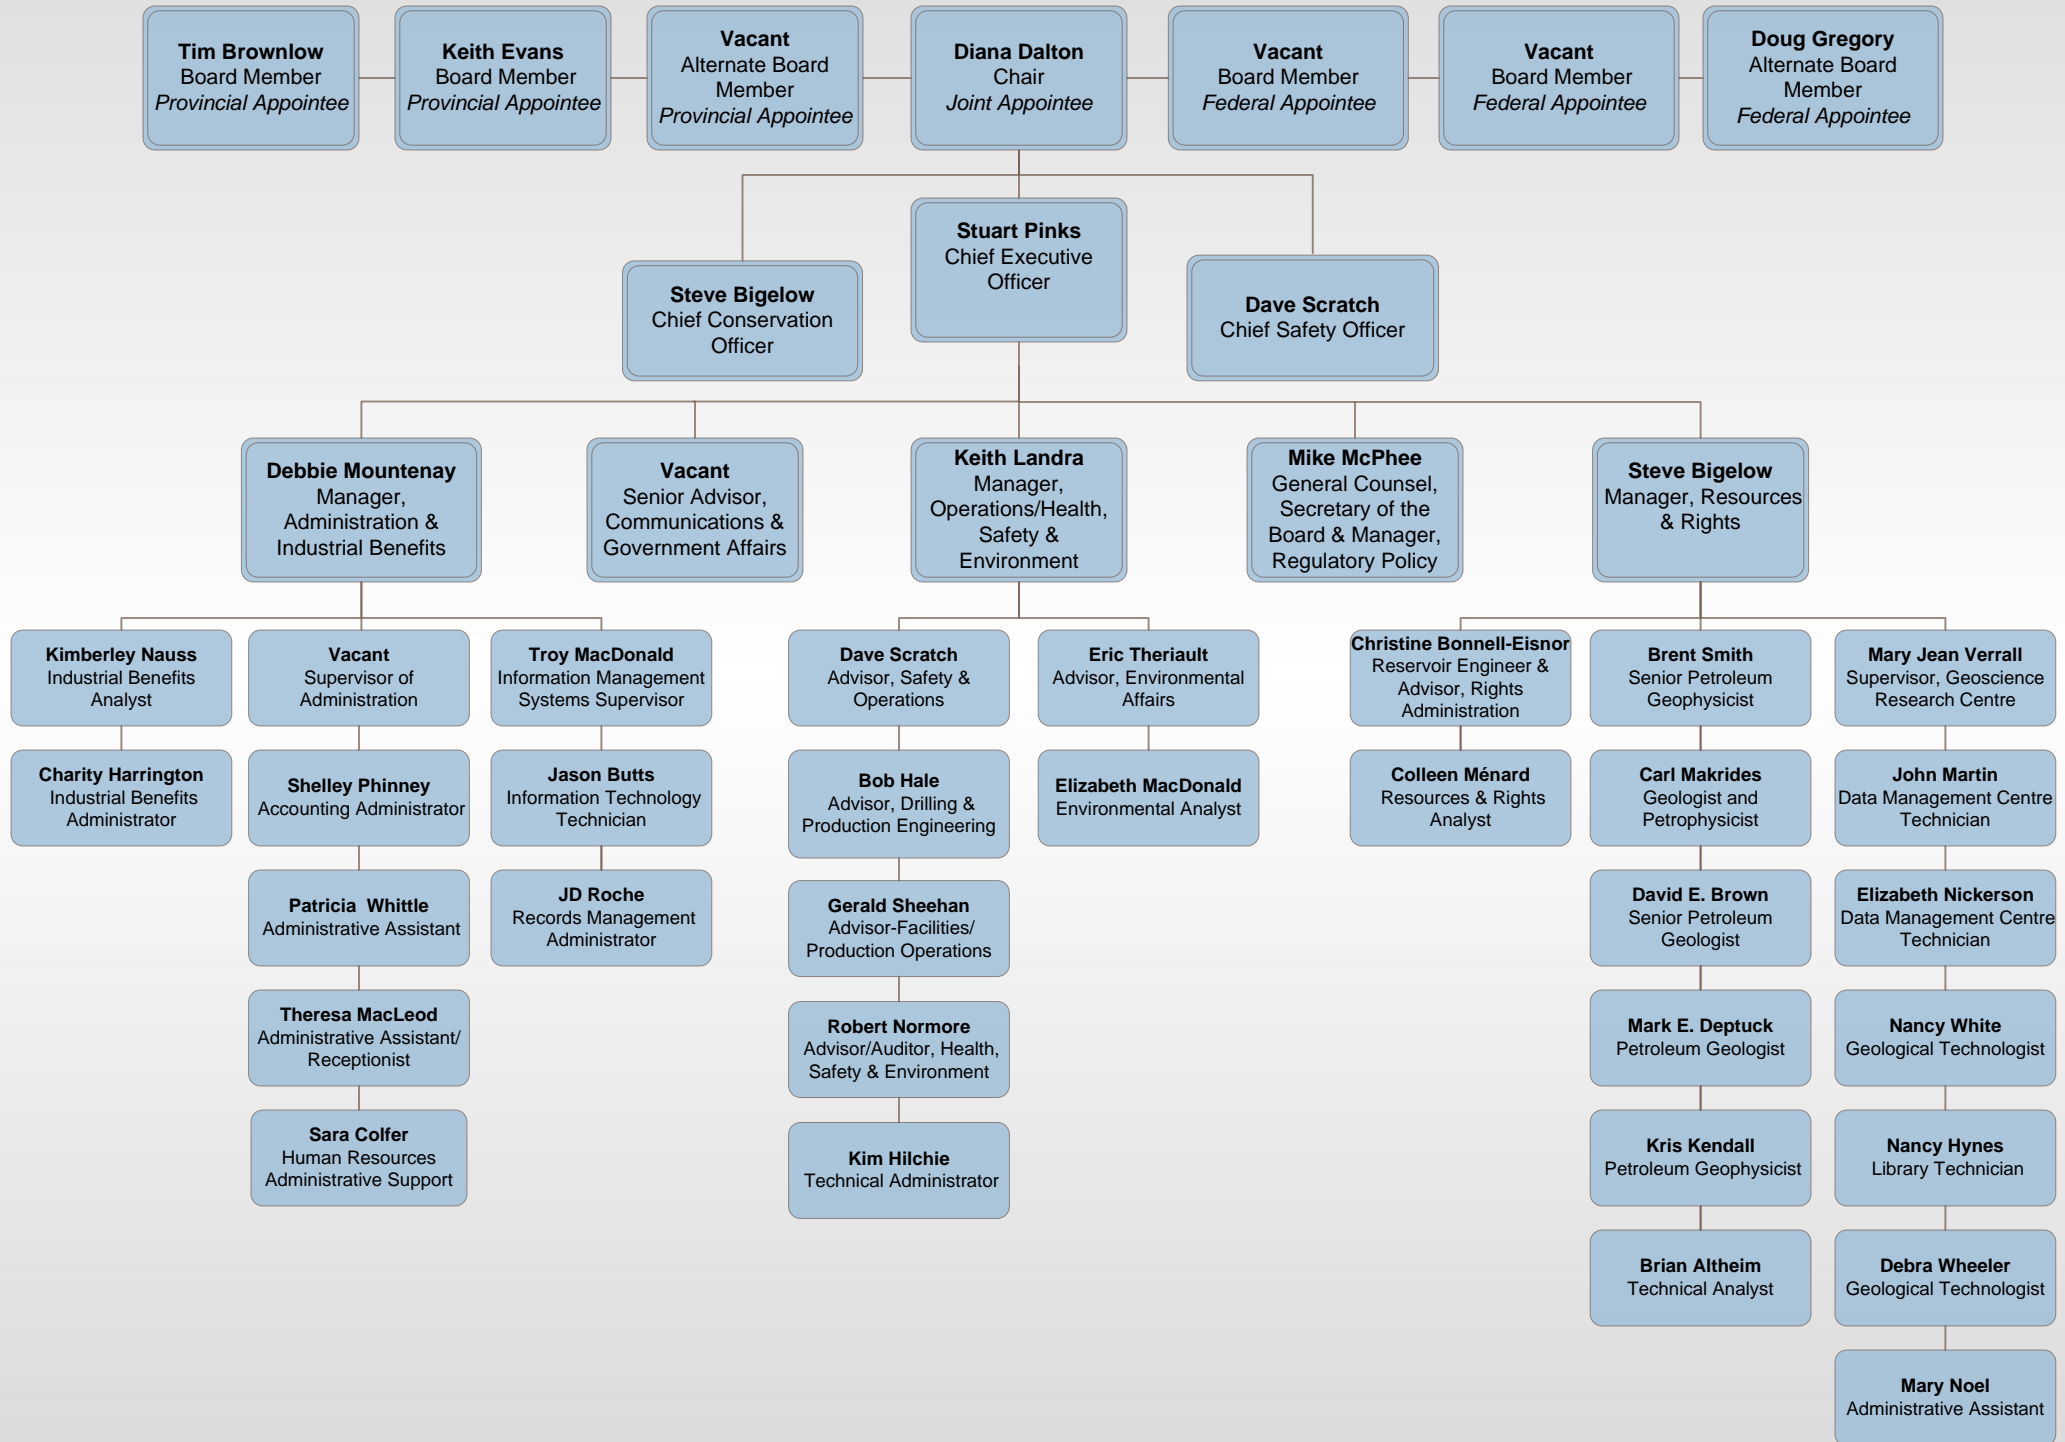 Tim Brownlow
Board Member
Provincial Appointee
Keith Evans
Board Member
Provincial Appointee
Vacant
Alternate Board
Member
Provincial Appointee
Diana Dalton
Chair
Joint Appointee
Vacant
Board Member
Federal Appointee
Vacant
Board Member
Federal Appointee
Doug Gregory
Alternate Board
Member
Federal Appointee
Stuart Pinks
Chief Executive
Officer
Steve Bigelow
Chief Conservation
Officer
Dave Scratch
Chief Safety Officer
Debbie Mountenay
Manager,
Administration &
Industrial Benefits
Vacant
Senior Advisor,
Communications &
Government Affairs
Keith Landra
Manager,
Operations/Health,
Safety &
Environment
Mike McPhee
General Counsel,
Secretary of the
Board & Manager,
Regulatory Policy
Steve Bigelow
Manager, Resources
& Rights
Kimberley Nauss
Industrial Benefits
Analyst
Charity Harrington
Industrial Benefits
Administrator
Vacant
Supervisor of
Administration
Shelley Phinney
Accounting Administrator
Patricia  Whittle
Administrative Assistant
Theresa MacLeod
Administrative Assistant/
Receptionist
Sara Colfer
Human Resources
Administrative Support
Troy MacDonald
Information Management
Systems Supervisor
Jason Butts
Information Technology
Technician
JD Roche
Records Management
Administrator
Dave Scratch
Advisor, Safety &
Operations
Bob Hale
Advisor, Drilling &
Production Engineering
Gerald Sheehan
Advisor-Facilities/
Production Operations
Robert Normore
Advisor/Auditor, Health,
Safety & Environment
Kim Hilchie
Technical Administrator
Eric Theriault
Advisor, Environmental
Affairs
Elizabeth MacDonald
Environmental Analyst
Christine Bonnell-Eisnor
Reservoir Engineer &
Advisor, Rights
Administration
Colleen Ménard
Resources & Rights
Analyst
Brent Smith
Senior Petroleum
Geophysicist
Carl Makrides
Geologist and
Petrophysicist
David E. Brown
Senior Petroleum
Geologist
Mark E. Deptuck
Petroleum Geologist
Kris Kendall
Petroleum Geophysicist
Brian Altheim
Technical Analyst
Mary Jean Verrall
Supervisor, Geoscience
Research Centre
John Martin
Data Management Centre
Technician
Elizabeth Nickerson
Data Management Centre
Technician
Nancy White
Geological Technologist
Nancy Hynes
Library Technician
Debra Wheeler
Geological Technologist
Mary Noel
Administrative Assistant